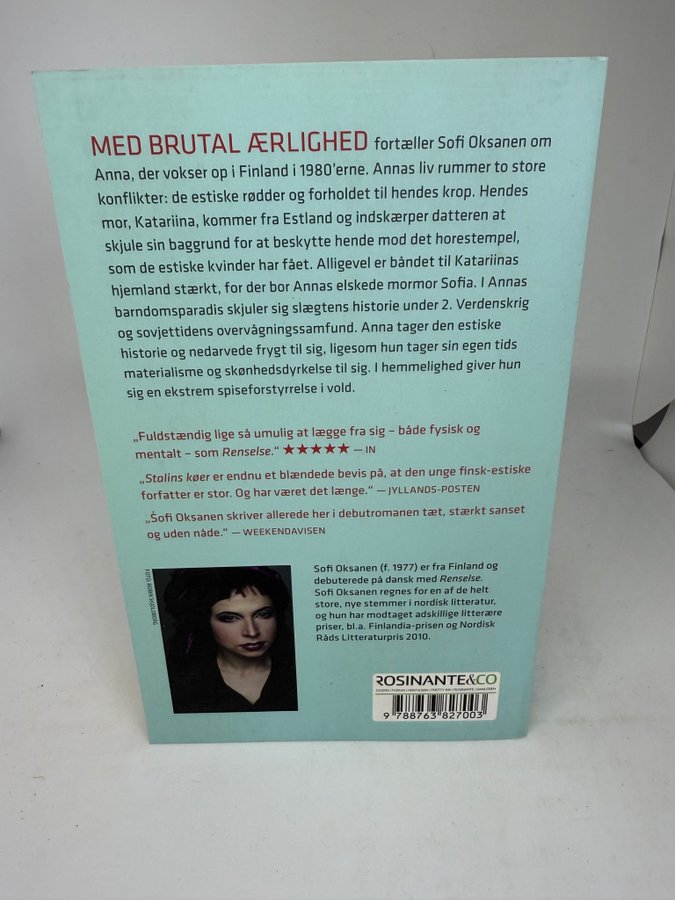 MED BRUTAL ÆRLIGHED fortæller Sofi Oksanen om
Anna, der vokser op i Finland i 1980'erne. Annas liv rummer to store
konflikter: de estiske rødder og forholdet til hendes krop. Hendes
mor, Katariina, kommer fra Estland og indskærper datteren at
skjule sin baggrund for at beskytte hende mod det horestempel,
som de estiske kvinder har fået. Alligevel er båndet til Katariinas
hjemland stærkt, for der bor Annas elskede mormor Sofia. I Annas
barndomsparadis skjuler sig slægtens historie under 2. Verdenskrig
og sovjettidens overvågningssamfund. Anna tager den estiske
historie og nedarvede frygt til sig, ligesom hun tager sin egen tids
materialisme og skønhedsdyrkelse til sig. I hemmelighed giver hun
sig en ekstrem spiseforstyrrelse i vold.
„Fuldstændig lige så umulig at lægge fra sig – både fysisk og
mentalt – som Renselse.“ ★★★★★ — IN
„Stalins køer er endnu et blændede bevis på, at den unge finsk-estiske
forfatter er stor. Og har været det længe.“ — JYLLANDS-POSTEN
„Sofi Oksanen skriver allerede her i debutromanen tæt, stærkt sanset
og uden nåde.“ — WEEKENDAVISEN
Sofi Oksanen (f. 1977) er fra Finland og
debuterede på dansk med Renselse.
Sofi Oksanen regnes for en af de helt
store, nye stemmer i nordisk litteratur,
og hun har modtaget adskillige litterære
priser, bl.a. Finlandia-prisen og Nordisk
Råds Litteraturpris 2010.
ROSINANTE&CO
9 788763 827003